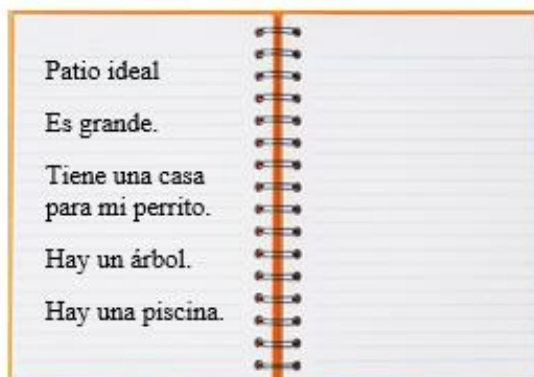 Patio ideal
Es grande.
Tiene una casa
para mi perrito.
Hay un árbol.
Hay una piscina.